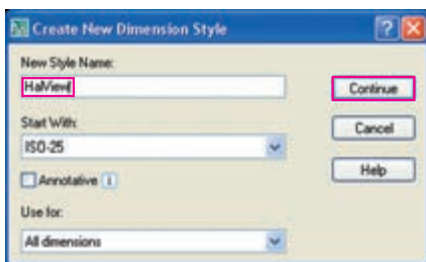 Create New Dimension Style
New Style Name:
HalView
Continue
Start With:
Cancel
ISO-25
Help
Annotative
Use for:
All dimensions